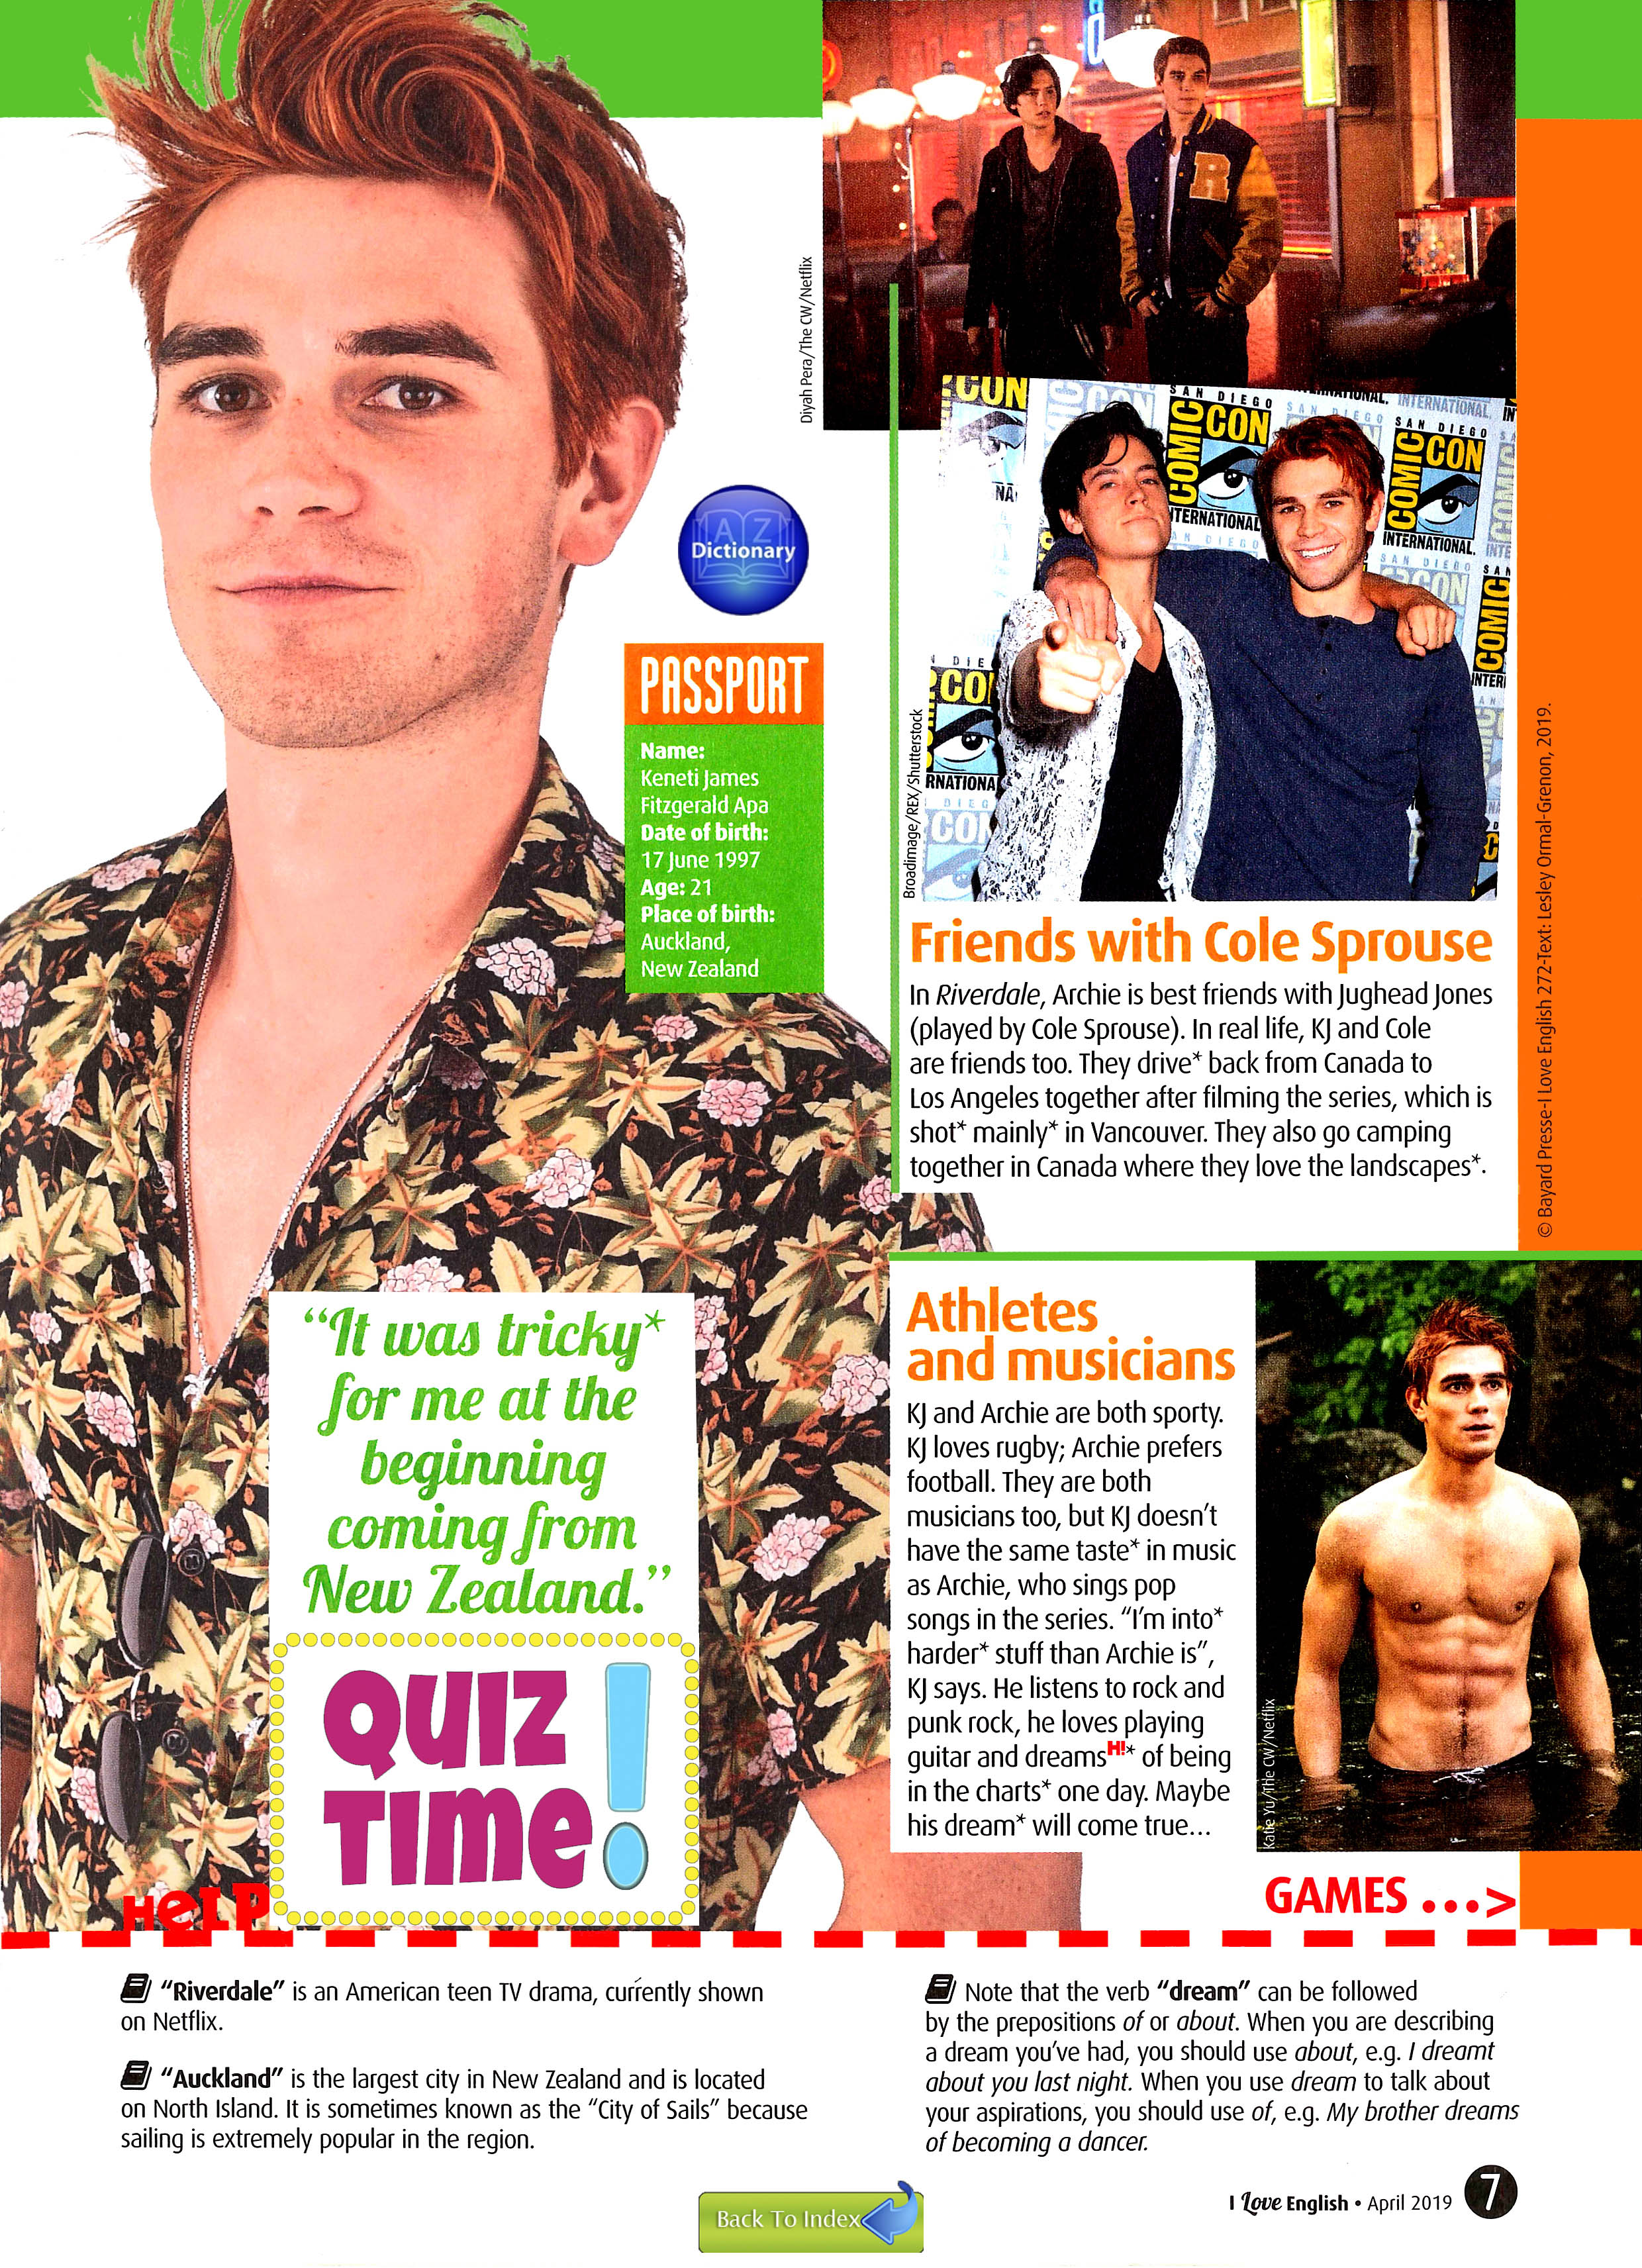 Diyah Pera/The CW/Netflix
R
COMIC CON
SAN DIEGO
INTERNATIONAL.
A Z
Dictionary
PASSPORT
Name:
Keneti James
Fitzgerald Apa
Date of birth:
17 June 1997
Age: 21
Place of birth:
Auckland,
New Zealand
Broadimage/REX/Shutterstock
Friends with Cole Sprouse
In Riverdale, Archie is best friends with Jughead Jones
(played by Cole Sprouse). In real life, KJ and Cole
are friends too. They drive* back from Canada to
Los Angeles together after filming the series, which is
shot* mainly* in Vancouver. They also go camping
together in Canada where they love the landscapes*.
© Bayard Presse-I Love English 272-Text: Lesley Ormal-Grenon, 2019.
“It was tricky*
for me at the
beginning
coming from
New Zealand.”
QUIZ
TIME!
Athletes
and musicians
KJ and Archie are both sporty.
KJ loves rugby; Archie prefers
football. They are both
musicians too, but KJ doesn’t
have the same taste* in music
as Archie, who sings pop
songs in the series. “I’m into*
harder* stuff than Archie is”,
KJ says. He listens to rock and
punk rock, he loves playing
guitar and dreamsH!* of being
in the charts* one day. Maybe
his dream* will come true...
Katie Yu/The CW/Netflix
GAMES ...>
HELP
“Riverdale” is an American teen TV drama, currently shown
on Netflix.
“Auckland” is the largest city in New Zealand and is located
on North Island. It is sometimes known as the “City of Sails” because
sailing is extremely popular in the region.
Note that the verb “dream” can be followed
by the prepositions of or about. When you are describing
a dream you’ve had, you should use about, e.g. I dreamt
about you last night. When you use dream to talk about
your aspirations, you should use of, e.g. My brother dreams
of becoming a dancer.
Back To Index
I Love English • April 2019 7